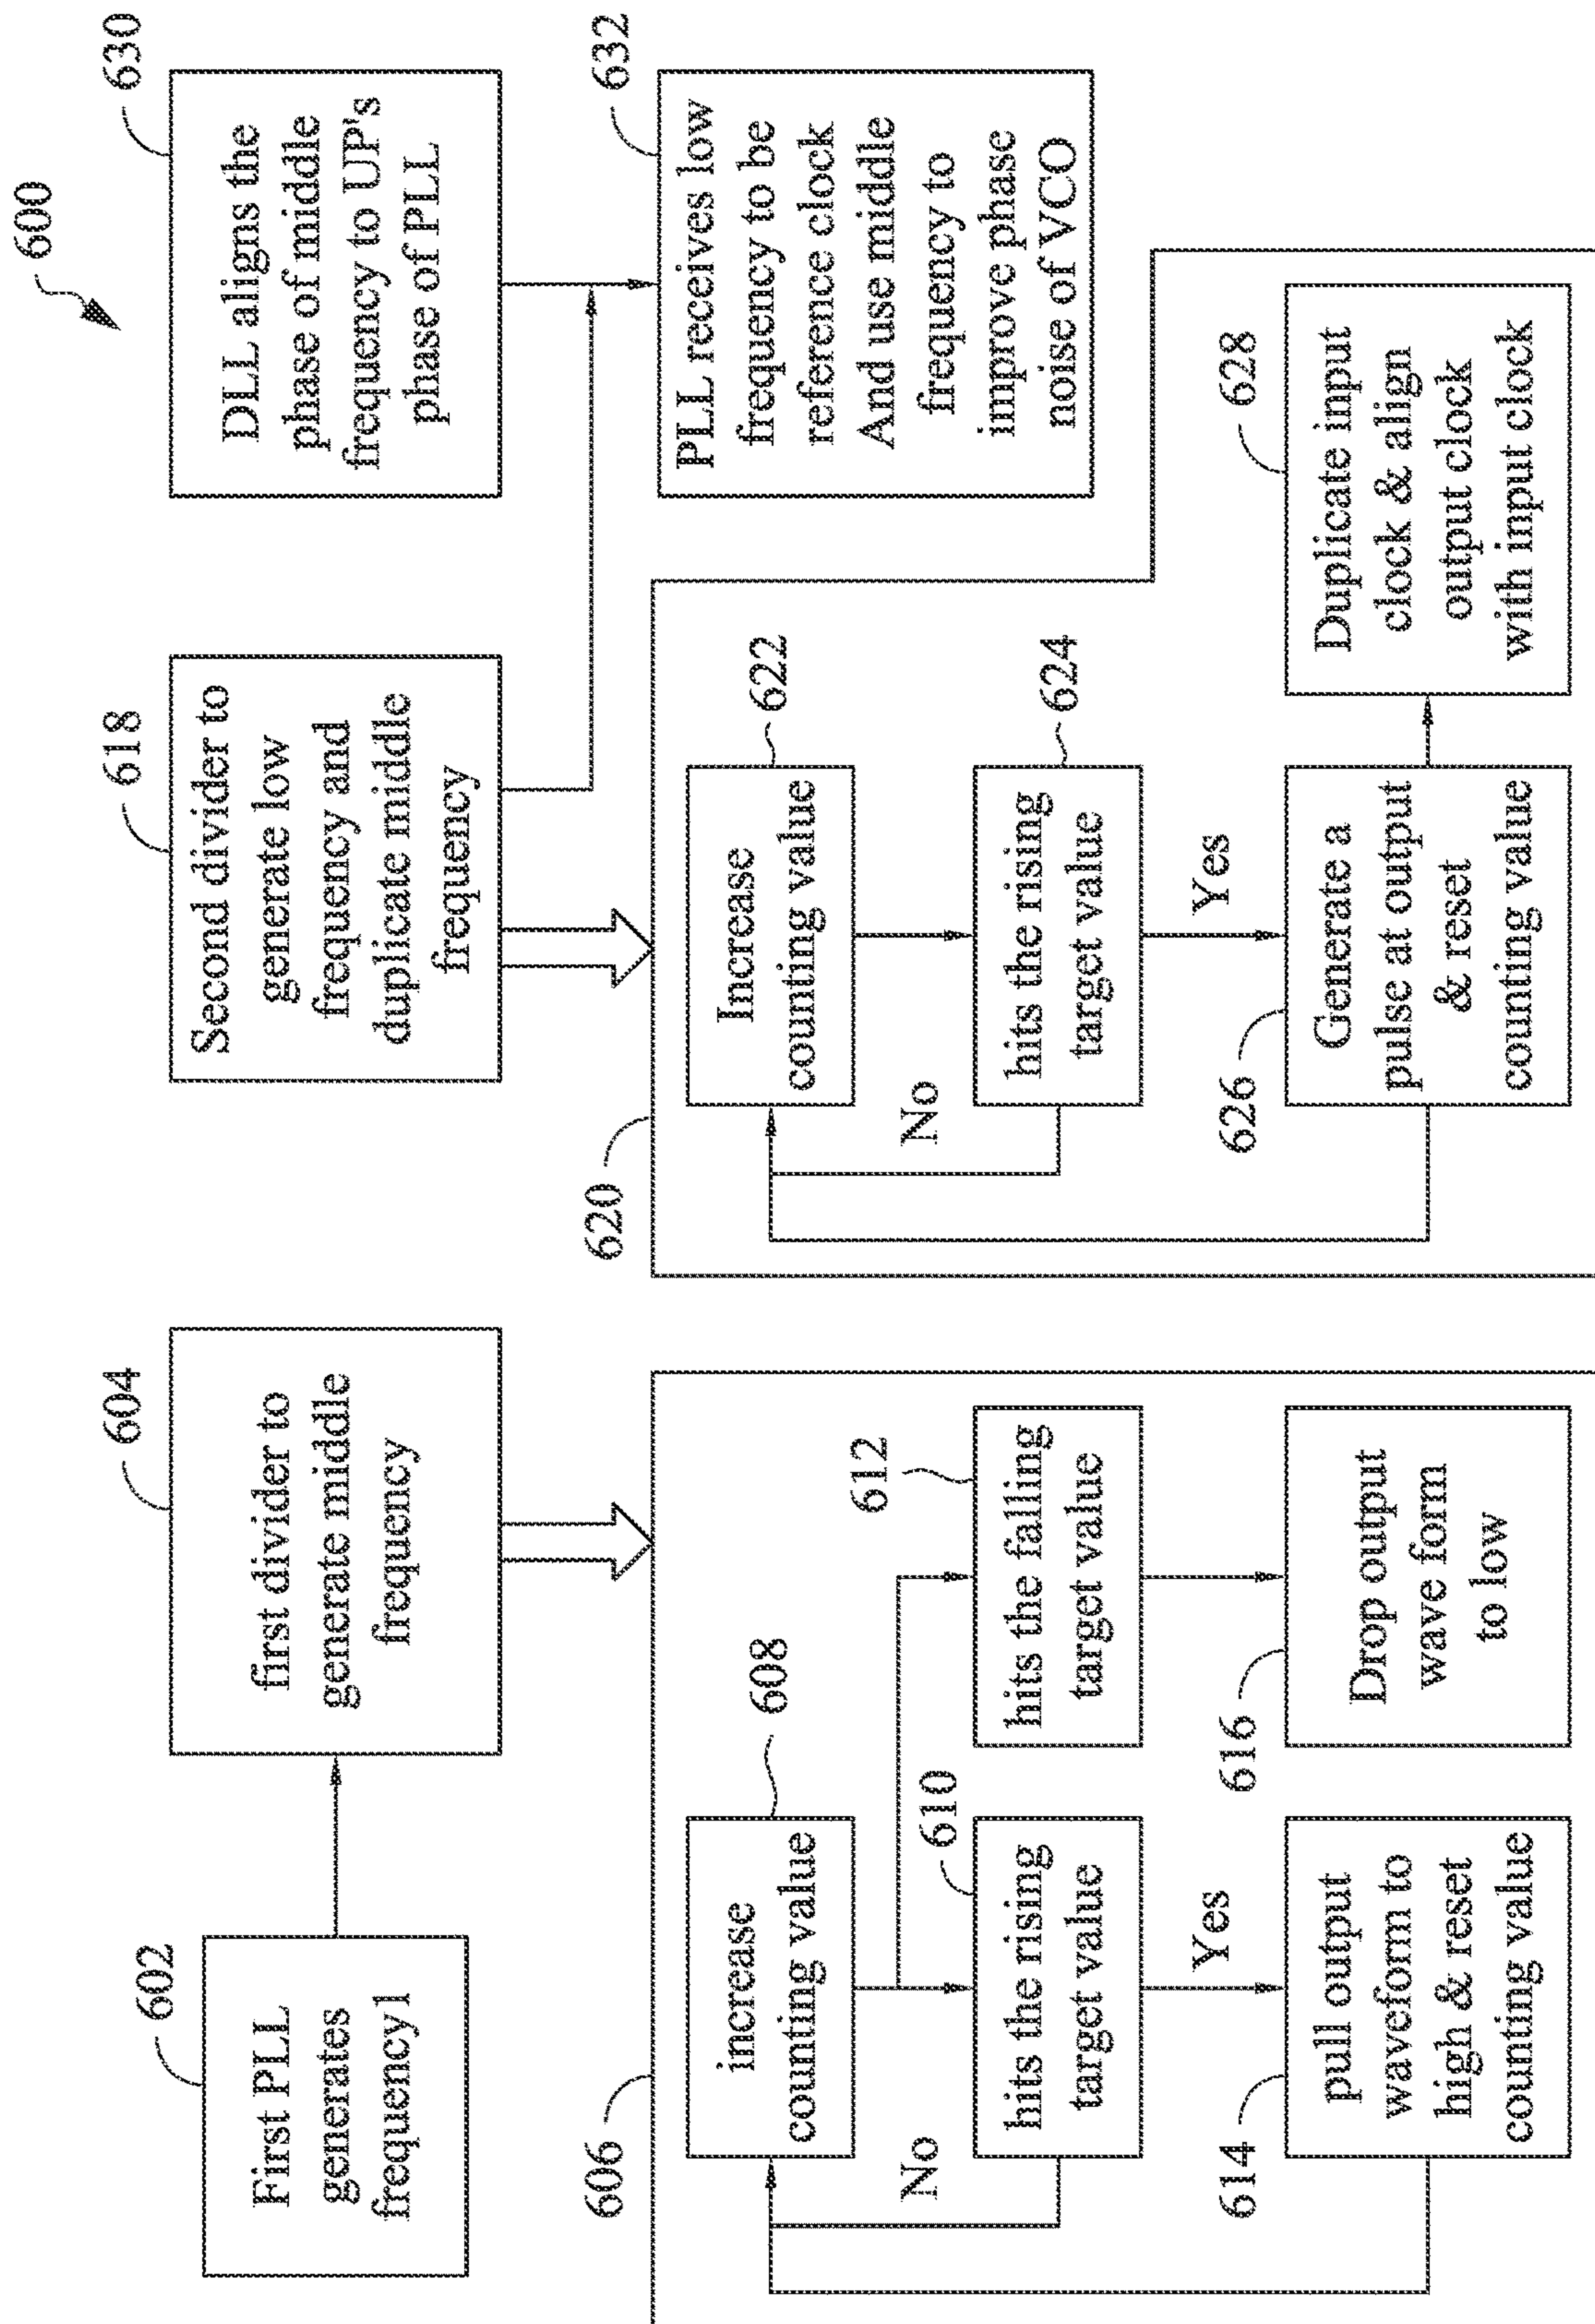 600
602
First PLL
generates
frequency1
604
first divider to
generate middle
frequency
606
608
increase
counting value
No
610
hits the rising
target value
612
hits the falling
target value
Yes
614
pull output
waveform to
high & reset
counting value
616
Drop output
wave form
to low
618
Second divider to
generate low
frequency and
duplicate middle
frequency
620
622
Increase
counting value
No
624
hits the rising
target value
Yes
626
Generate a
pulse at output
& reset
counting value
628
Duplicate input
clock & align
output clock
with input clock
630
DLL aligns the
phase of middle
frequency to UP's
phase of PLL
632
PLL receives low
frequency to be
reference clock
And use middle
frequency to
improve phase
noise of VCO